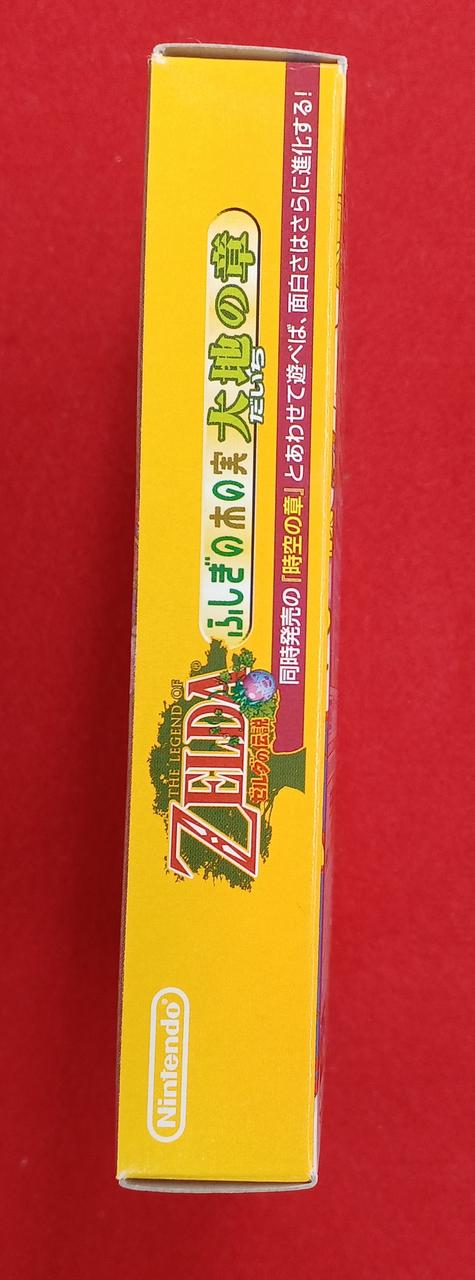 Nintendo®
THE LEGEND OF
ZELDA®
ゼルダの伝説
ふしぎの木の実 大地の章
だいち
同時発売の『時空の章』とあわせて遊べば、面白さはさらに進化する!